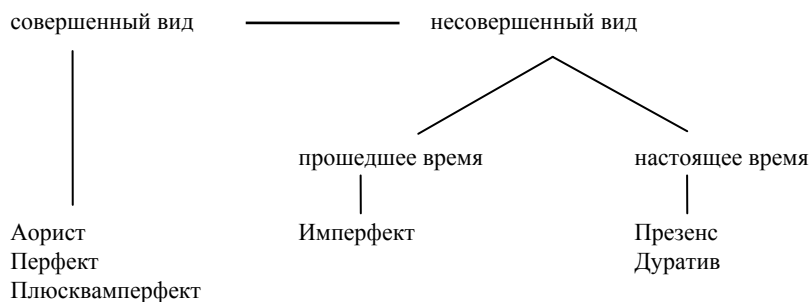 совершенный вид несовершенный вид
прошедшее время настоящее время
Аорист Имперфект Презенс
Перфект Дуратив
Плюсквамперфект